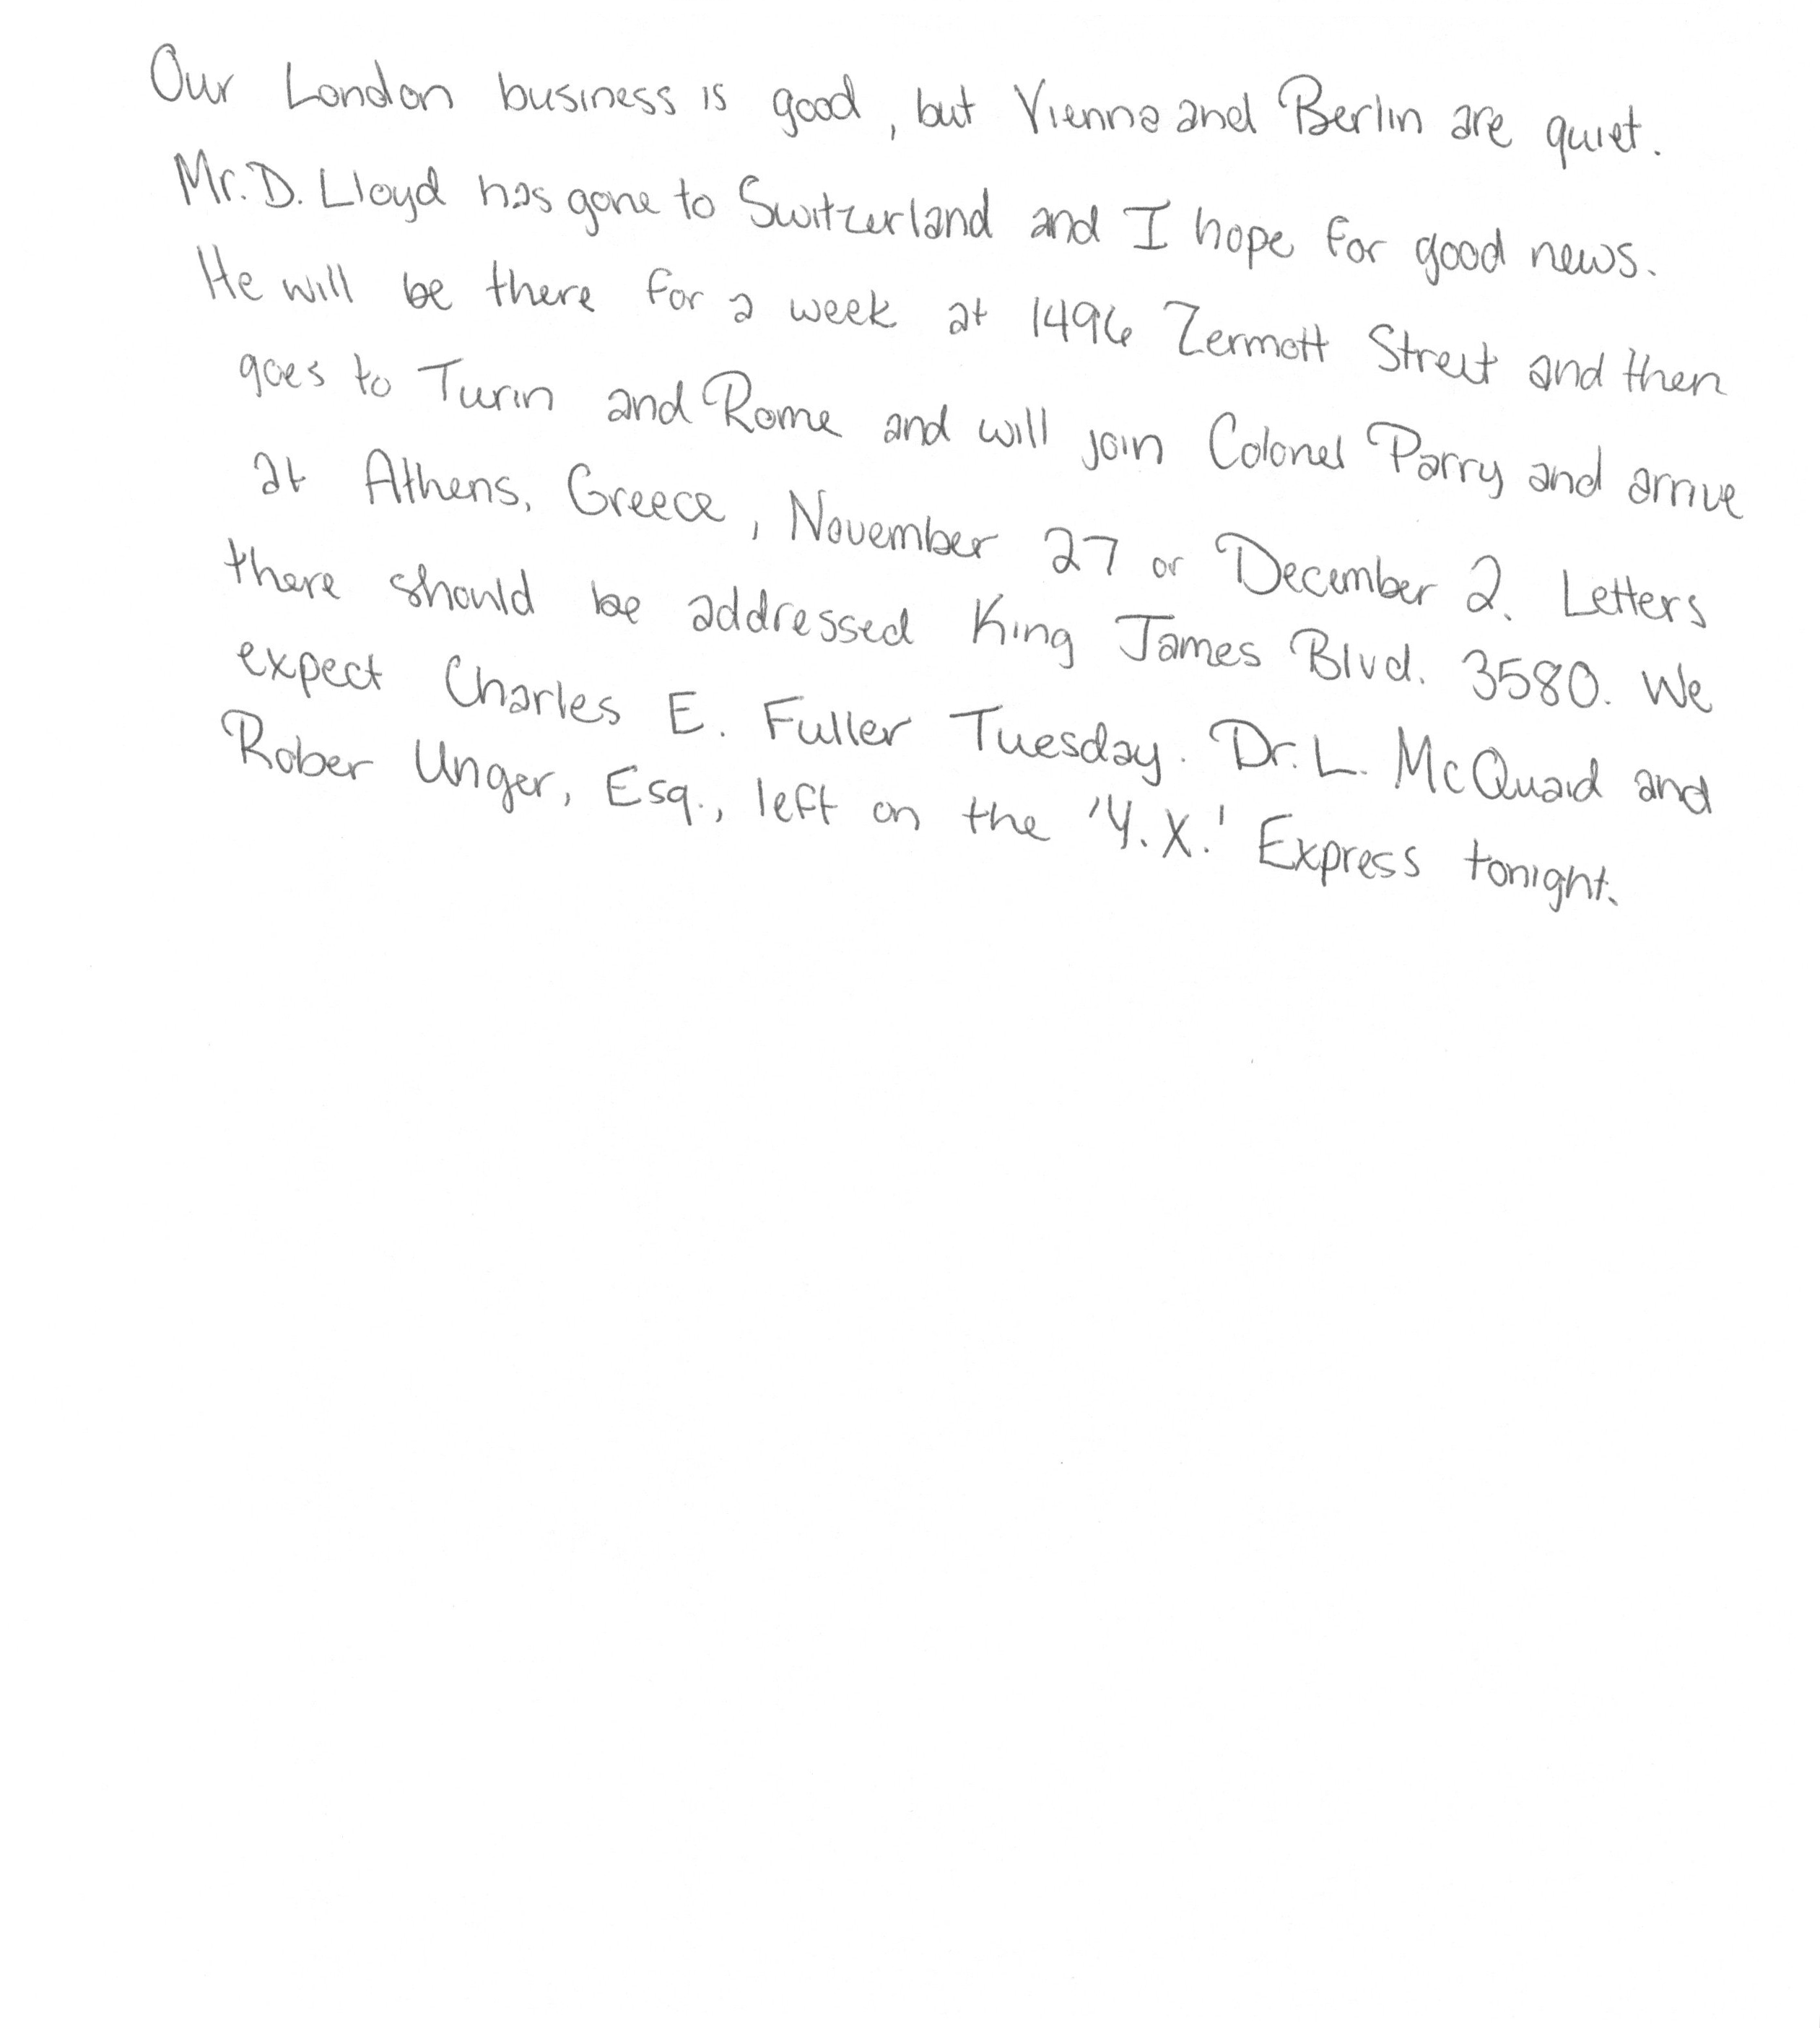 Our London business is good, but Vienna and Berlin are quiet.
Mr. D. Lloyd has gone to Switzerland and I hope for good news.
He will be there for a week at 1496 Zermott Street and then
goes to Turin and Rome and will join Colonel Parry and arrive
at Athens, Greece, November 27 or December 2. Letters
there should be addressed King James Blvd. 3580. We
expect Charles E. Fuller Tuesday. Dr. L. McQuaid and
Rober Unger, Esq., left on the 'Y.X.' Express tonight.